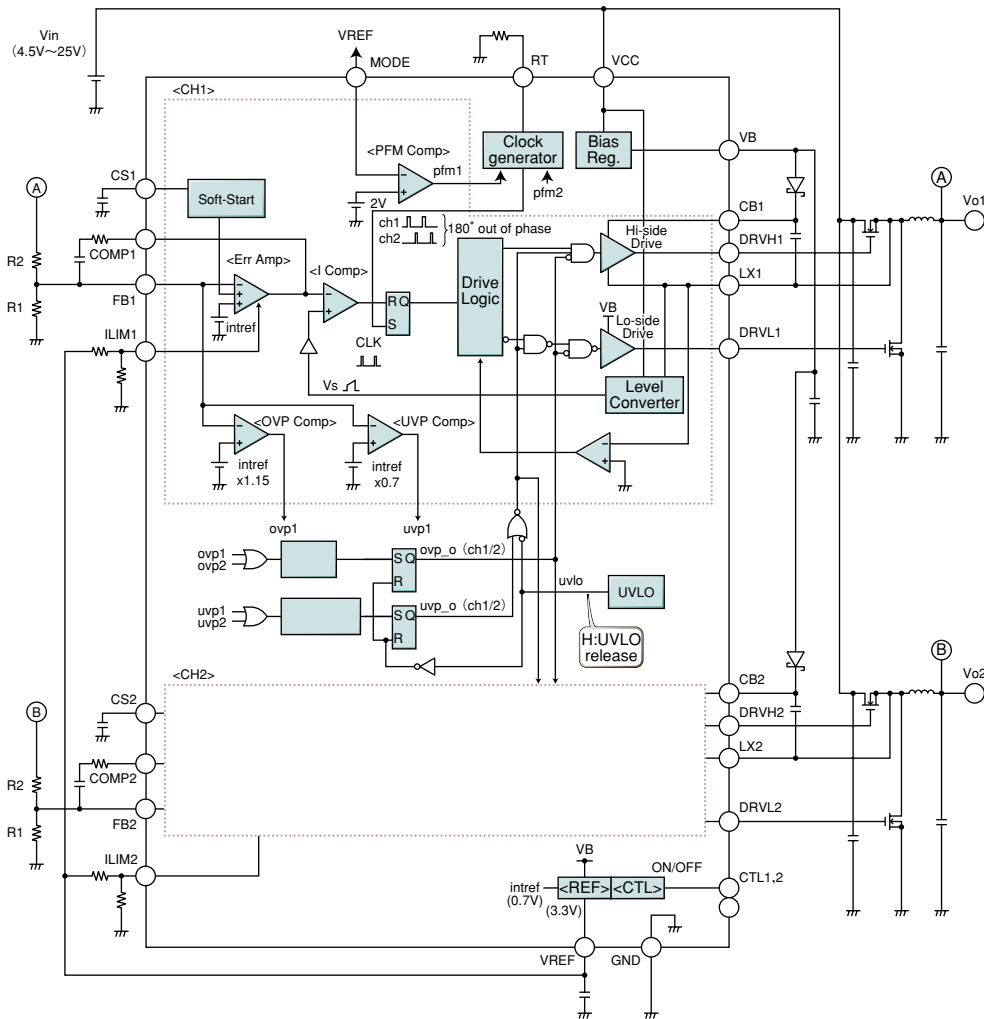 Vin
(4.5V～25V)
VREF
MODE
RT
VCC
<CH1>
<PFM Comp>
pfm1
2V
Clock
generator
pfm2
Bias
Reg.
VB
A
CS1
Soft-Start
ch1
ch2
180° out of phase
CB1
Hi-side
Drive
DRVH1
LX1
A
Vo1
R2
R1
COMP1
FB1
<Err Amp>
intref
<I Comp>
R Q
S
CLK
Drive
Logic
VB
Lo-side
Drive
DRVL1
ILIM1
Vs
Level
Converter
<OVP Comp>
intref
x1.15
<UVP Comp>
intref
x0.7
ovp1
uvp1
ovp1
ovp2
S Q
R
ovp_o (ch1/2)
uvp1
uvp2
S Q
R
uvp_o (ch1/2)
uvlo
UVLO
H:UVLO
release
<CH2>
B
CS2
CB2
DRVH2
LX2
B
Vo2
R2
R1
COMP2
FB2
DRVL2
ILIM2
VB
ON/OFF
intref
(0.7V)
<REF>
<CTL>
(3.3V)
CTL1,2
VREF
GND